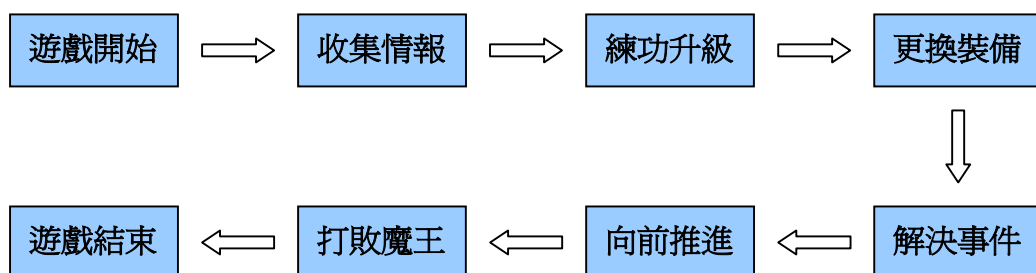 遊戲開始
收集情報
練功升級
更換裝備
解決事件
向前推進
打敗魔王
遊戲結束